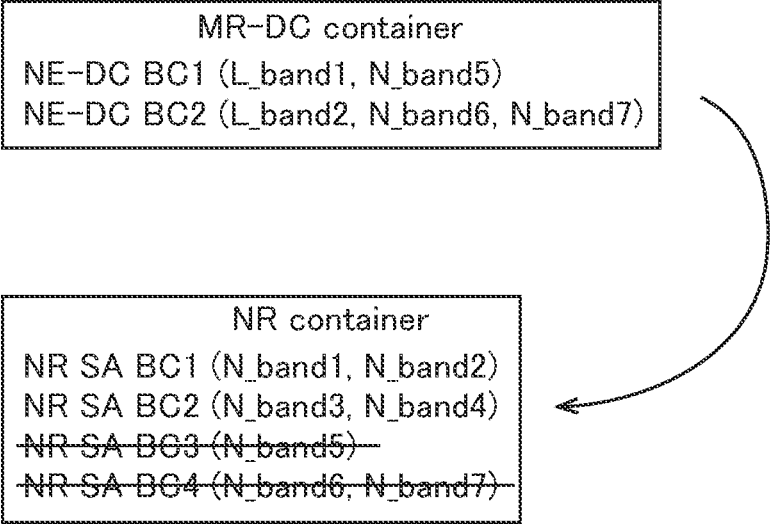 MR-DC container
NE-DC BC1 (L_band1, N_band5)
NE-DC BC2 (L_band2, N_band6, N_band7)
NR container
NR SA BC1 (N_band1, N_band2)
NR SA BC2 (N_band3, N_band4)
NR SA BC3 (N_band5)
NR SA BC4 (N_band6, N_band7)